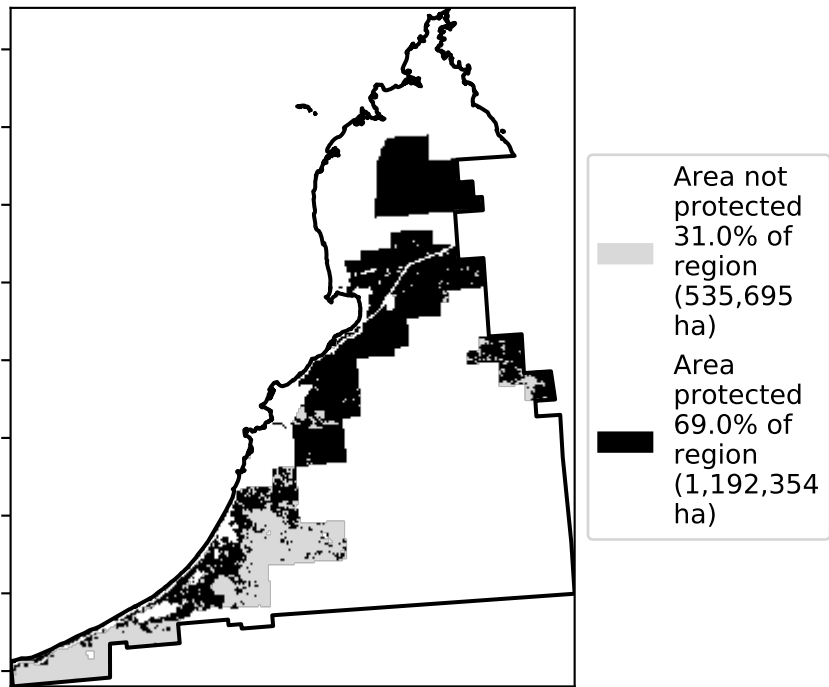 Area not
protected
31.0% of
region
(535,695
ha)
Area
protected
69.0% of
region
(1,192,354
ha)